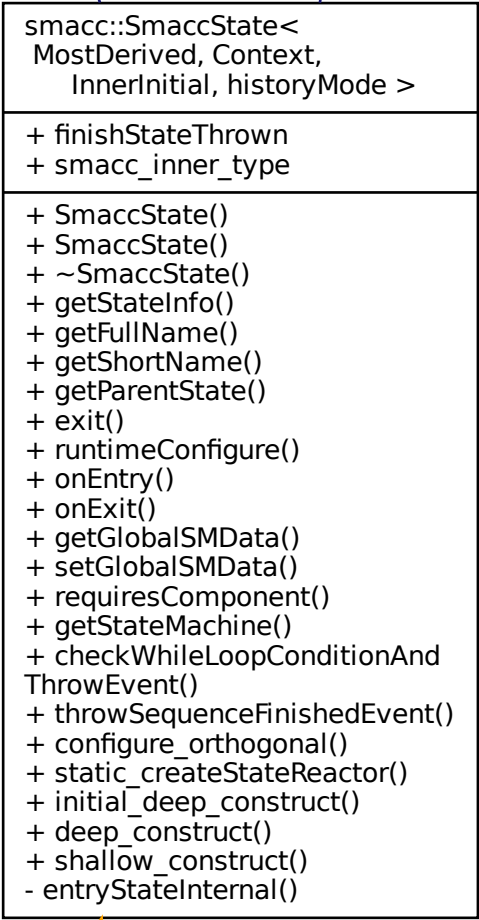 smacc::SmaccState<
MostDerived, Context,
InnerInitial, historyMode >
+ finishStateThrown
+ smacc_inner_type
+ SmaccState()
+ SmaccState()
+ ~SmaccState()
+ getStateInfo()
+ getFullName()
+ getShortName()
+ getParentState()
+ exit()
+ runtimeConfigure()
+ onEntry()
+ onExit()
+ getGlobalSMData()
+ setGlobalSMData()
+ requiresComponent()
+ getStateMachine()
+ checkWhileLoopConditionAnd
ThrowEvent()
+ throwSequenceFinishedEvent()
+ configure_orthogonal()
+ static_createStateReactor()
+ initial_deep_construct()
+ deep_construct()
+ shallow_construct()
- entryStateInternal()